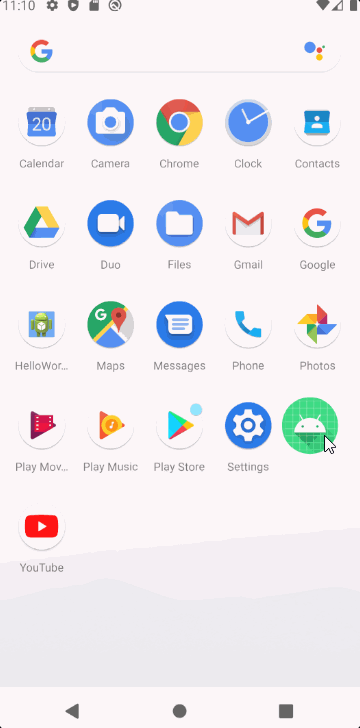 11:10
20
Calendar Camera Chrome Clock Contacts
Drive Duo Files Gmail Google
HelloWor... Maps Messages Phone Photos
Play Mov... Play Music Play Store Settings
YouTube